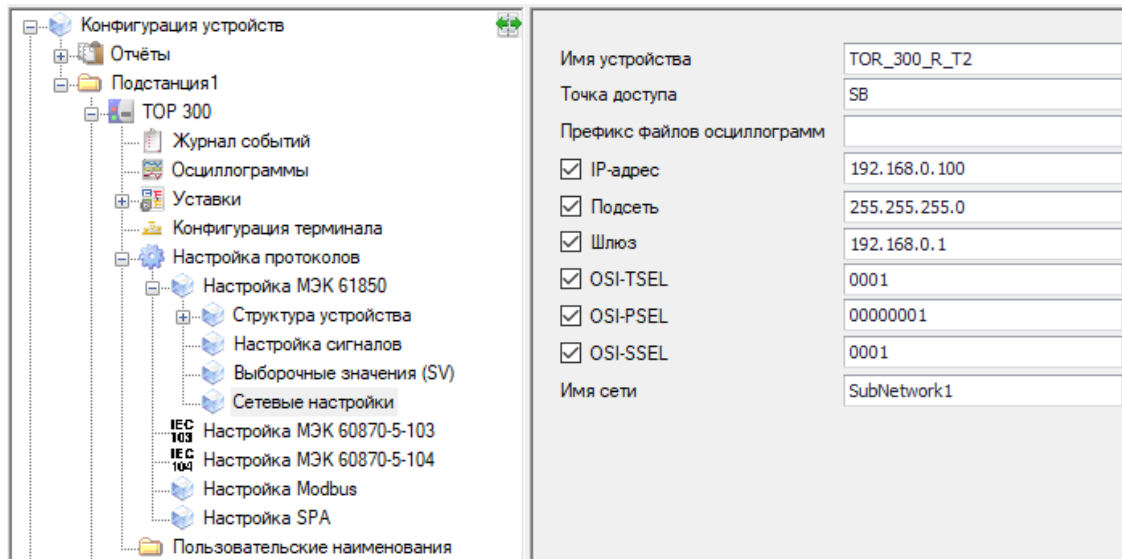 Конфигурация устройств
Отчёты
Подстанция1
ТОР 300
Журнал событий
Осциллограммы
Уставки
Конфигурация терминала
Настройка протоколов
Настройка МЭК 61850
Структура устройства
Настройка сигналов
Выборочные значения (SV)
Сетевые настройки
IEC 103 Настройка МЭК 60870-5-103
IEC 104 Настройка МЭК 60870-5-104
Настройка Modbus
Настройка SPA
Пользовательские наименования
Имя устройства TOR_300_R_T2
Точка доступа SB
Префикс файлов осциллограмм
IP-адрес 192.168.0.100
Подсеть 255.255.255.0
Шлюз 192.168.0.1
OSI-TSEL 0001
OSI-PSEL 00000001
OSI-SSEL 0001
Имя сети SubNetwork1